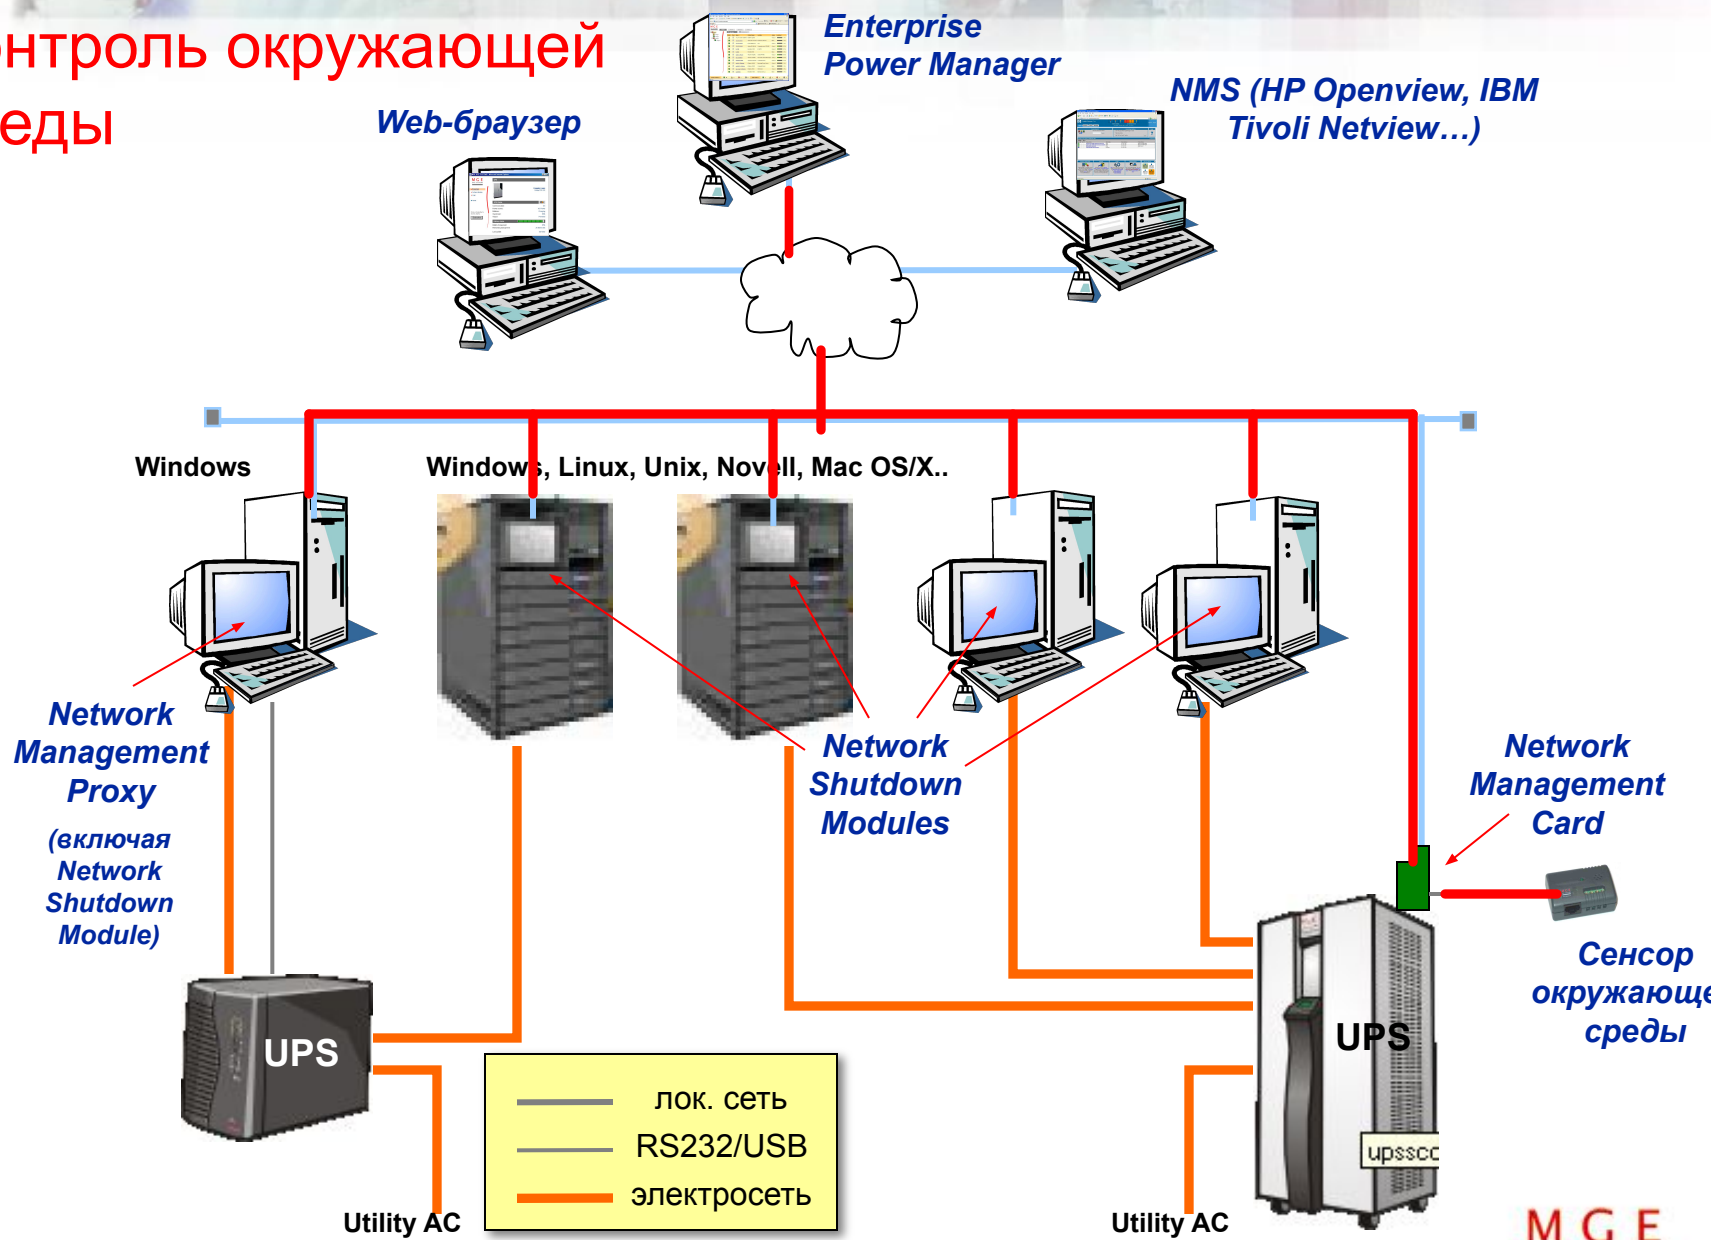 онтроль окружающей
еды
Enterprise
Power Manager
Web-браузер
NMS (HP Openview, IBM
Tivoli Netview…)
Windows
Windows, Linux, Unix, Novell, Mac OS/X..
Network
Management
Proxy
(включая
Network
Shutdown
Module)
Network
Shutdown
Modules
Network
Management
Card
Сенсор
окружающе
среды
UPS
UPS
лок. сеть
RS232/USB
электросеть
upssco
Utility AC
Utility AC
M G E